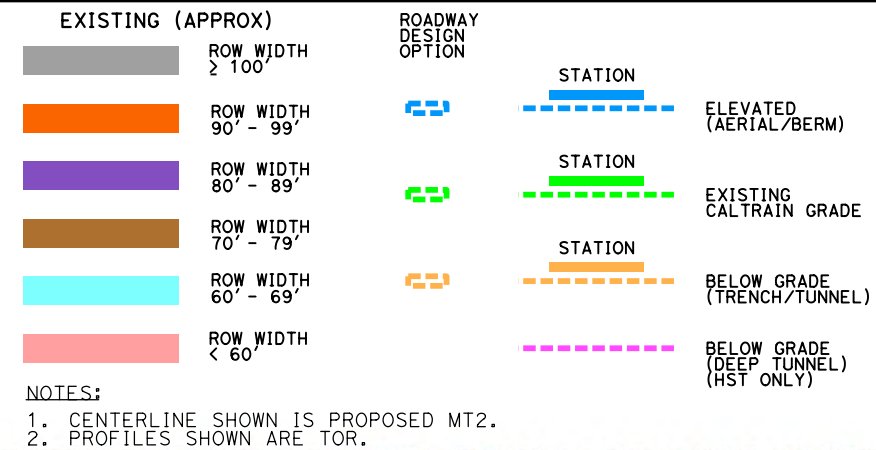 EXISTING (APPROX)
ROW WIDTH
≥ 100'
ROW WIDTH
90' - 99'
ROW WIDTH
80' - 89'
ROW WIDTH
70' - 79'
ROW WIDTH
60' - 69'
ROW WIDTH
< 60'
ROADWAY
DESIGN
OPTION
STATION
ELEVATED
(AERIAL/BERM)
STATION
EXISTING
CALTRAIN GRADE
STATION
BELOW GRADE
(TRENCH/TUNNEL)
BELOW GRADE
(DEEP TUNNEL)
(HST ONLY)
NOTES:
1. CENTERLINE SHOWN IS PROPOSED MT2.
2. PROFILES SHOWN ARE TOR.